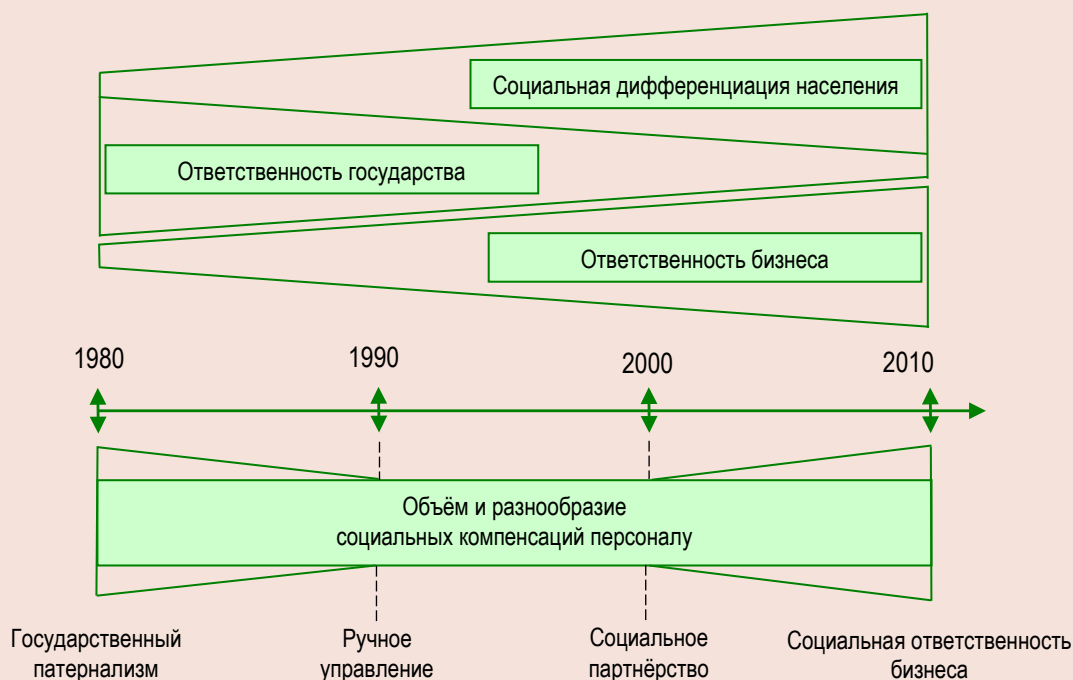 Социальная дифференциация населения
Ответственность государства
Ответственность бизнеса
1980
1990
2000
2010
Объём и разнообразие
социальных компенсаций персоналу
Государственный
патернализм
Ручное
управление
Социальное
партнёрство
Социальная ответственность
бизнеса